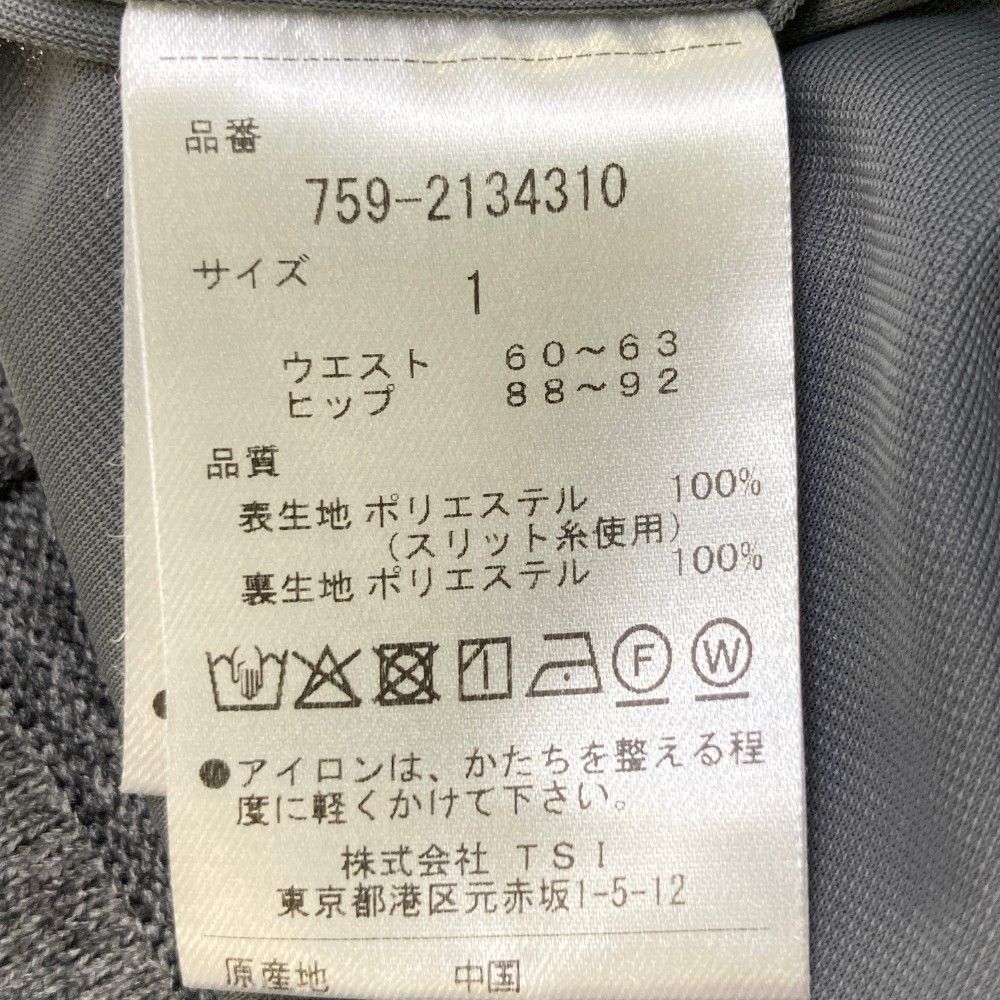 品番
759-2134310
サイズ 1
ウエスト 60～63
ヒップ 88～92
品質
表生地 ポリエステル 100%
(スリット糸使用)
裏生地 ポリエステル 100%
F W
●アイロンは、かたちを整える程
度に軽くかけて下さい。
株式会社 TSI
東京都港区元赤坂1-5-12
原産地 中国